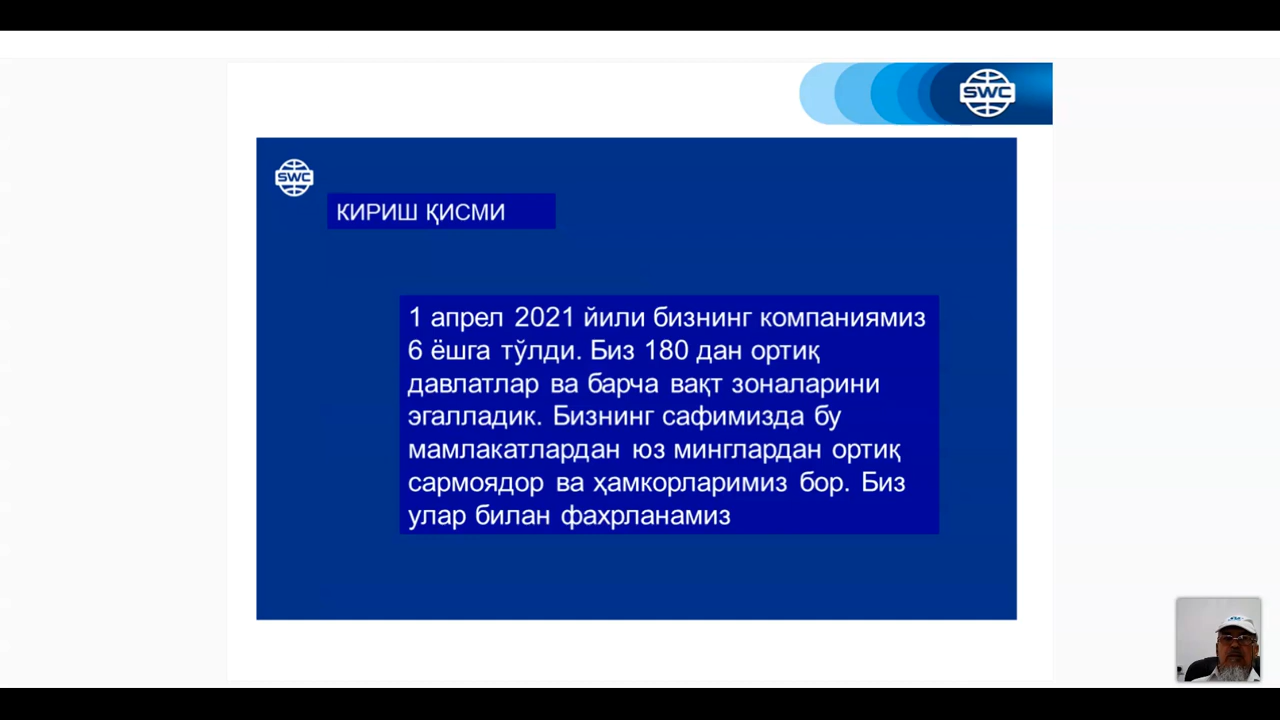 SWC
SWC
КИРИШ ҚИСМИ
1 апрел 2021 йили бизнинг компаниямиз
6 ёшга тўлди. Биз 180 дан ортиқ
давлатлар ва барча вақт зоналарини
эгалладик. Бизнинг сафимизда бу
мамлакатлардан юз минглардан ортиқ
сармоядор ва ҳамкорларимиз бор. Биз
улар билан фахрланамиз